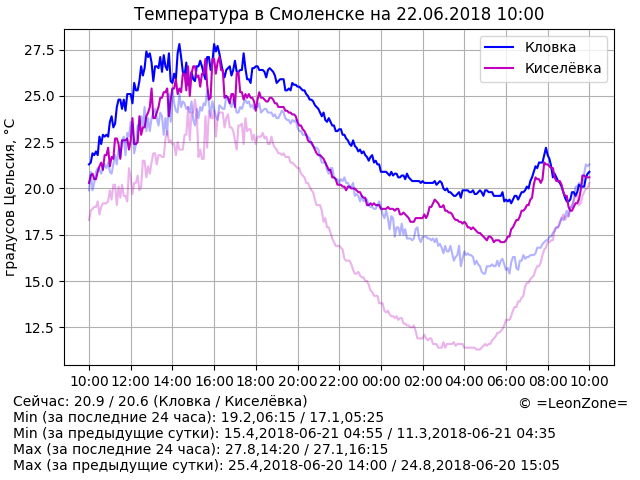 Температура в Смоленске на 22.06.2018 10:00
Кловка
Киселёвка
градусов Цельсия, °C
27.5
25.0
22.5
20.0
17.5
15.0
12.5
10:00 12:00 14:00 16:00 18:00 20:00 22:00 00:00 02:00 04:00 06:00 08:00 10:00
Сейчас: 20.9 / 20.6 (Кловка / Киселёвка)
© =LeonZone=
Min (за последние 24 часа): 19.2,06:15 / 17.1,05:25
Min (за предыдущие сутки): 15.4,2018-06-21 04:55 / 11.3,2018-06-21 04:35
Max (за последние 24 часа): 27.8,14:20 / 27.1,16:15
Max (за предыдущие сутки): 25.4,2018-06-20 14:00 / 24.8,2018-06-20 15:05